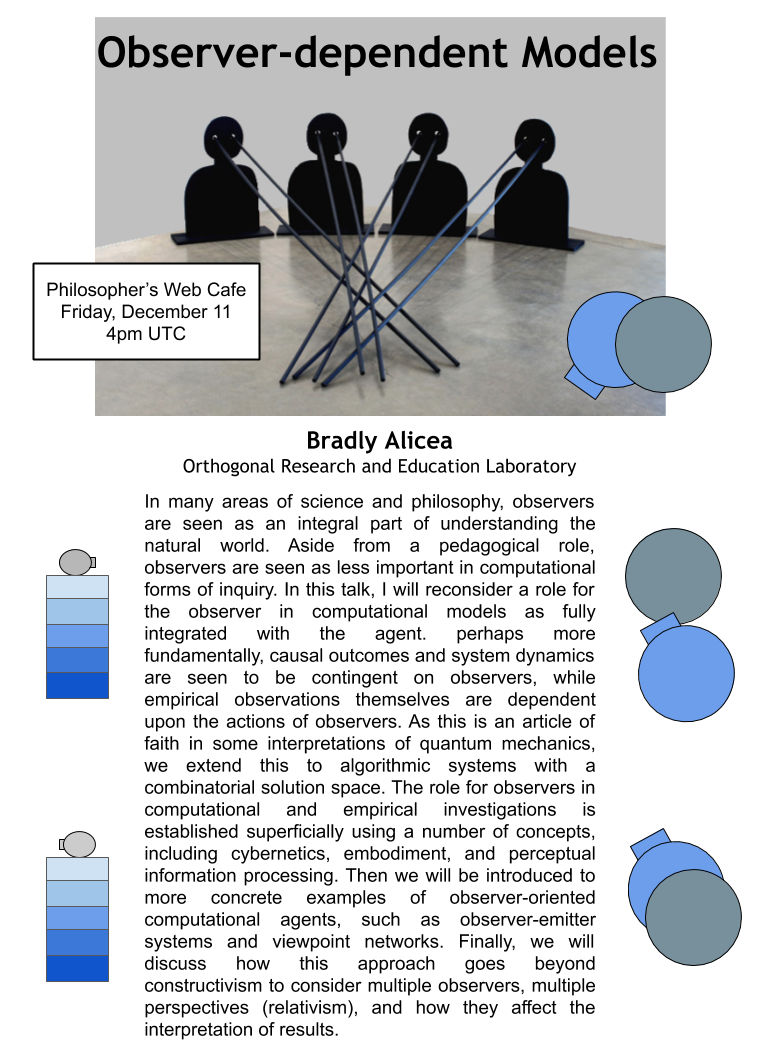 Observer-dependent Models
Philosopher’s Web Cafe
Friday, December 11
4pm UTC
Bradly Alicea
Orthogonal Research and Education Laboratory
In many areas of science and philosophy, observers
are seen as an integral part of understanding the
natural world. Aside from a pedagogical role,
observers are seen as less important in computational
forms of inquiry. In this talk, I will reconsider a role for
the observer in computational models as fully
integrated with the agent. perhaps more
fundamentally, causal outcomes and system dynamics
are seen to be contingent on observers, while
empirical observations themselves are dependent
upon the actions of observers. As this is an article of
faith in some interpretations of quantum mechanics,
we extend this to algorithmic systems with a
combinatorial solution space. The role for observers in
computational and empirical investigations is
established superficially using a number of concepts,
including cybernetics, embodiment, and perceptual
information processing. Then we will be introduced to
more concrete examples of observer-oriented
computational agents, such as observer-emitter
systems and viewpoint networks. Finally, we will
discuss how this approach goes beyond
constructivism to consider multiple observers, multiple
perspectives (relativism), and how they affect the
interpretation of results.